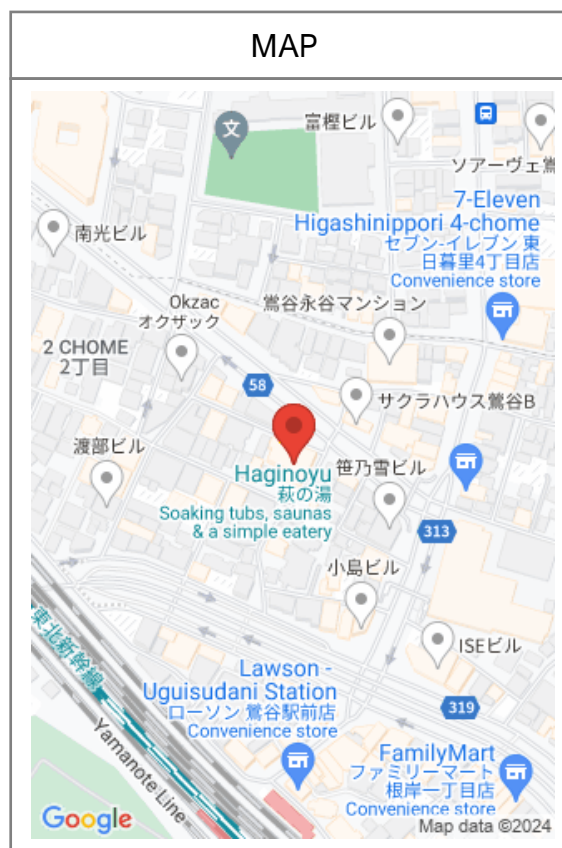 MAP
文
富樫ビル
ソアーヴェ鶯
7-Eleven
Higashinippori 4-chome
セブン-イレブン 東
日暮里4丁目店
Convenience store
南光ビル
Okzac
オクザック
鶯谷永谷マンション
2 CHOME
2丁目
58
サクラハウス鶯谷B
渡部ビル
Haginoyu
萩の湯
Soaking tubs, saunas
& a simple eatery
笹乃雪ビル
313
小島ビル
ISEビル
東北新幹線
Lawson -
Uguisudani Station
ローソン 鶯谷駅前店
Convenience store
319
Yamanote Line
FamilyMart
ファミリーマート
根岸一丁目店
Convenience store
Google
Map data ©2024